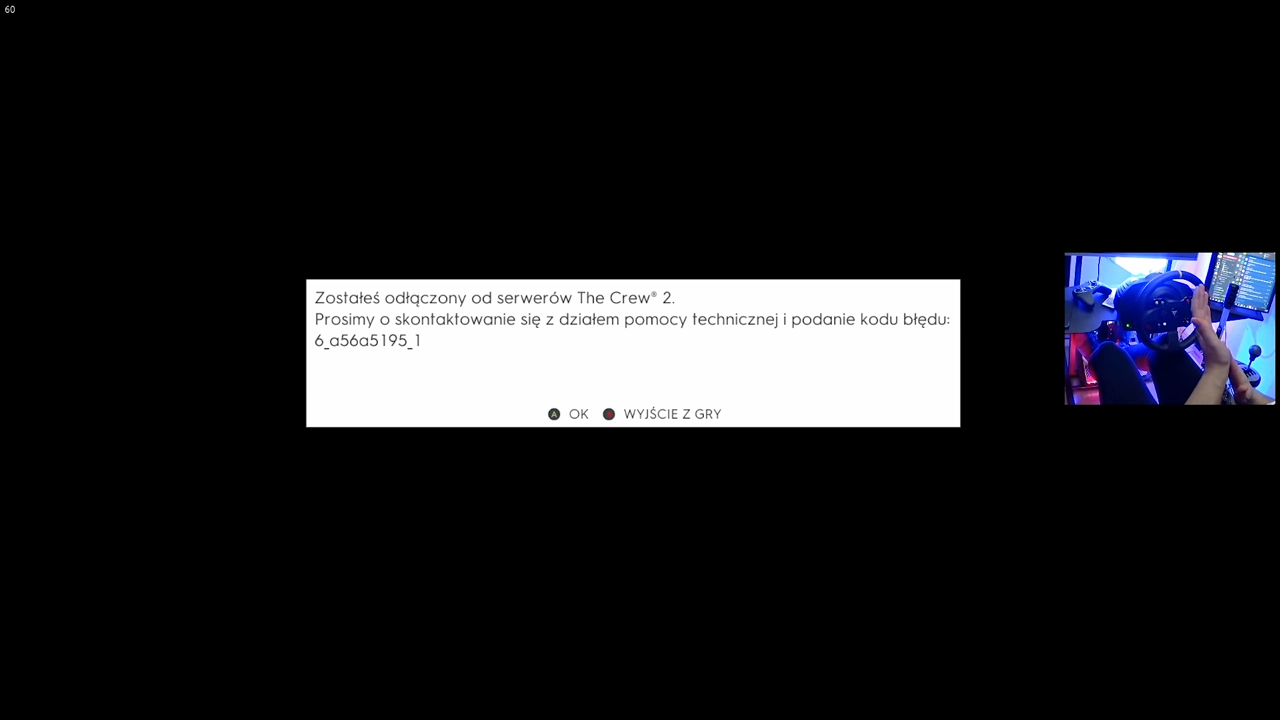 60
Zostałeś odłączony od serwerów The Crew® 2.
Prosimy o skontaktowanie się z działem pomocy technicznej i podanie kodu błędu:
6_a56a5195_1
A OK B WYJŚCIE Z GRY